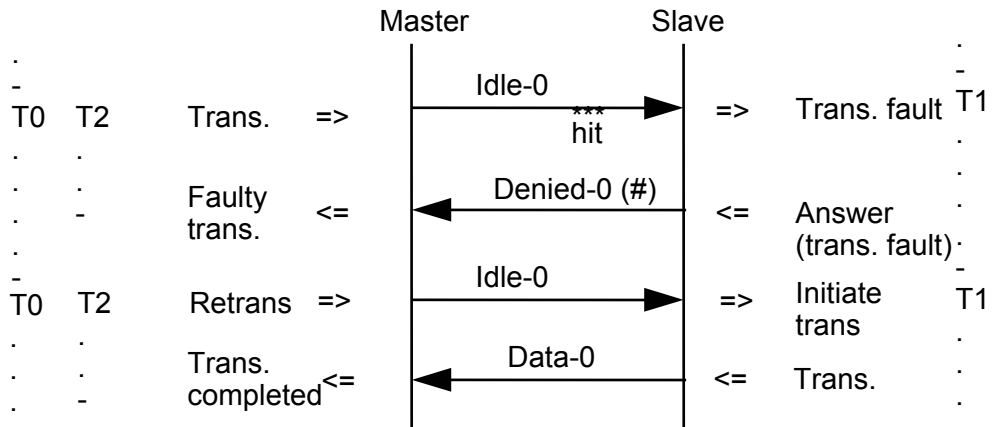 Master Slave
Idle-0
T0 T2 Trans. => *** => Trans. fault T1
hit
Denied-0 (#)
Faulty <= <= Answer
trans. (trans. fault)
Idle-0
T0 T2 Retrans => => Initiate T1
trans
Data-0
Trans. <= <= Trans.
completed